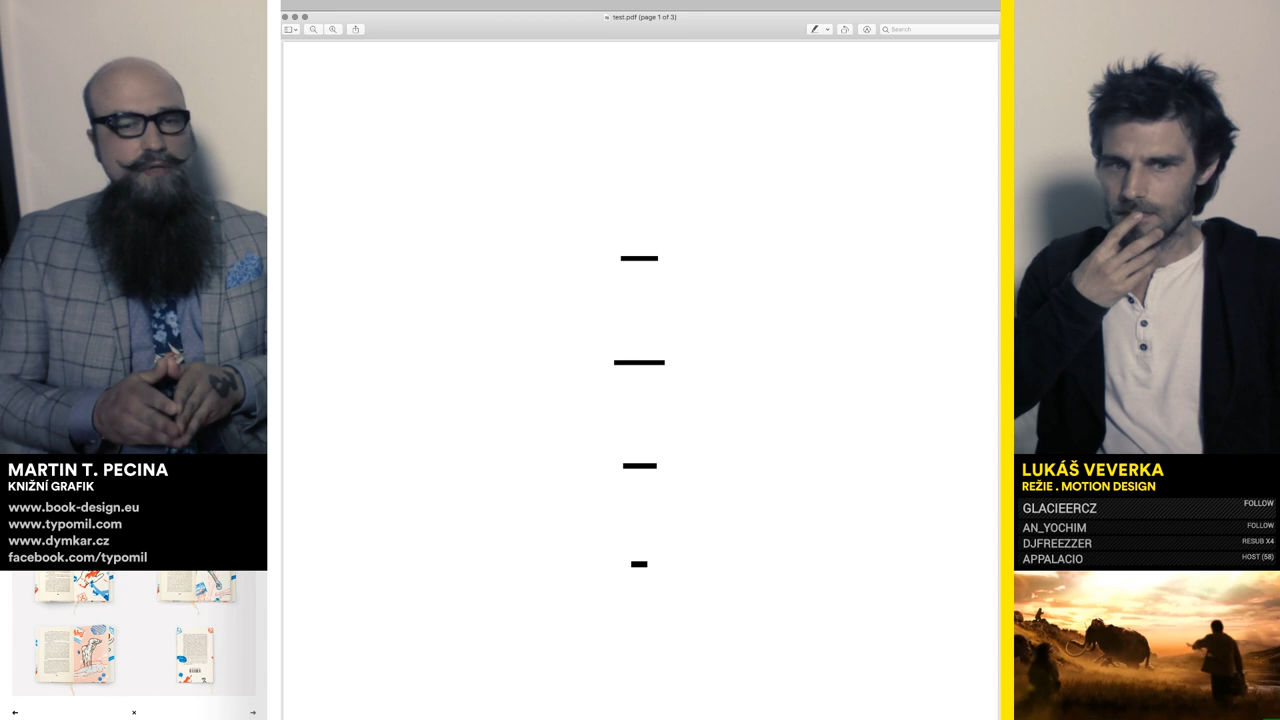 test.pdf (page 1 of 3)
Search
MARTIN T. PECINA
KNIŽNÍ GRAFIK
www.book-design.eu
www.typomil.com
www.dymkar.cz
facebook.com/typomil
LUKÁŠ VEVERKA
REŽIE . MOTION DESIGN
GLACIEERCZ FOLLOW
AN_YOCHIM FOLLOW
DJFREEZZER RESUB X4
APPALACIO HOST (58)